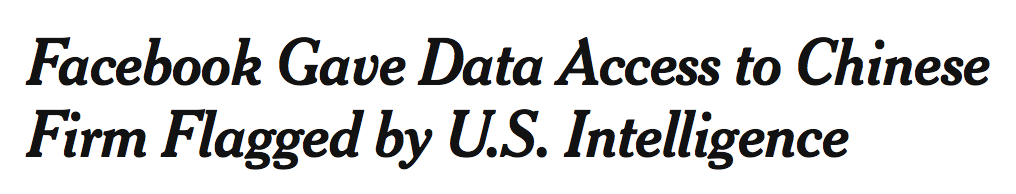 Facebook Gave Data Access to Chinese
Firm Flagged by U.S. Intelligence